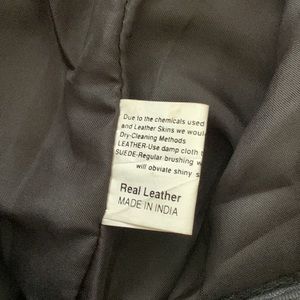 Due to the chemicals used
and Leather Skins we woul
Dry-Cleaning Methods
LEATHER-Use damp cloth
SUEDE-Regular brushing w
will obviate shiny s
Real Leather
MADE IN INDIA